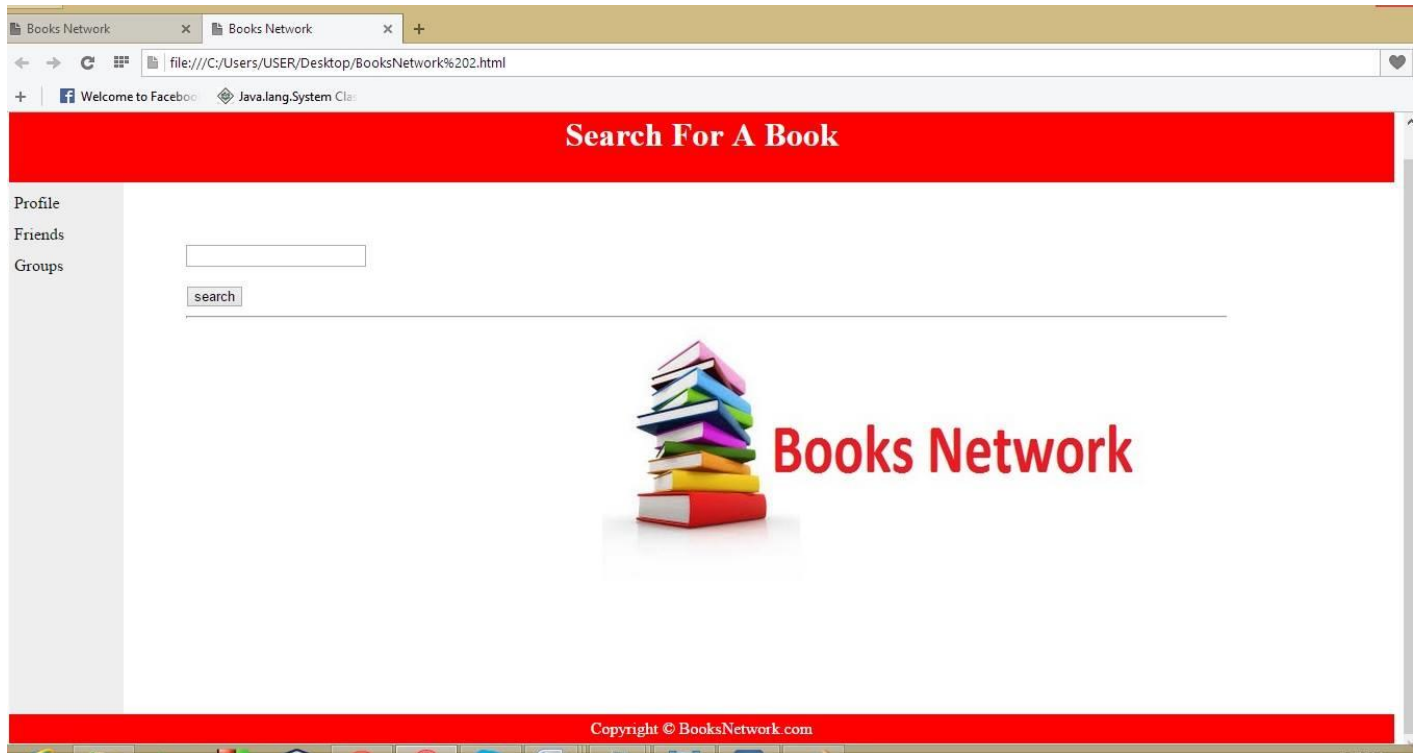 Books Network
Books Network
file:///C:/Users/USER/Desktop/BooksNetwork%202.html
Welcome to Faceboo
Java.lang.System Clas
Search For A Book
Profile
Friends
Groups
search
Books Network
Copyright © BooksNetwork.com